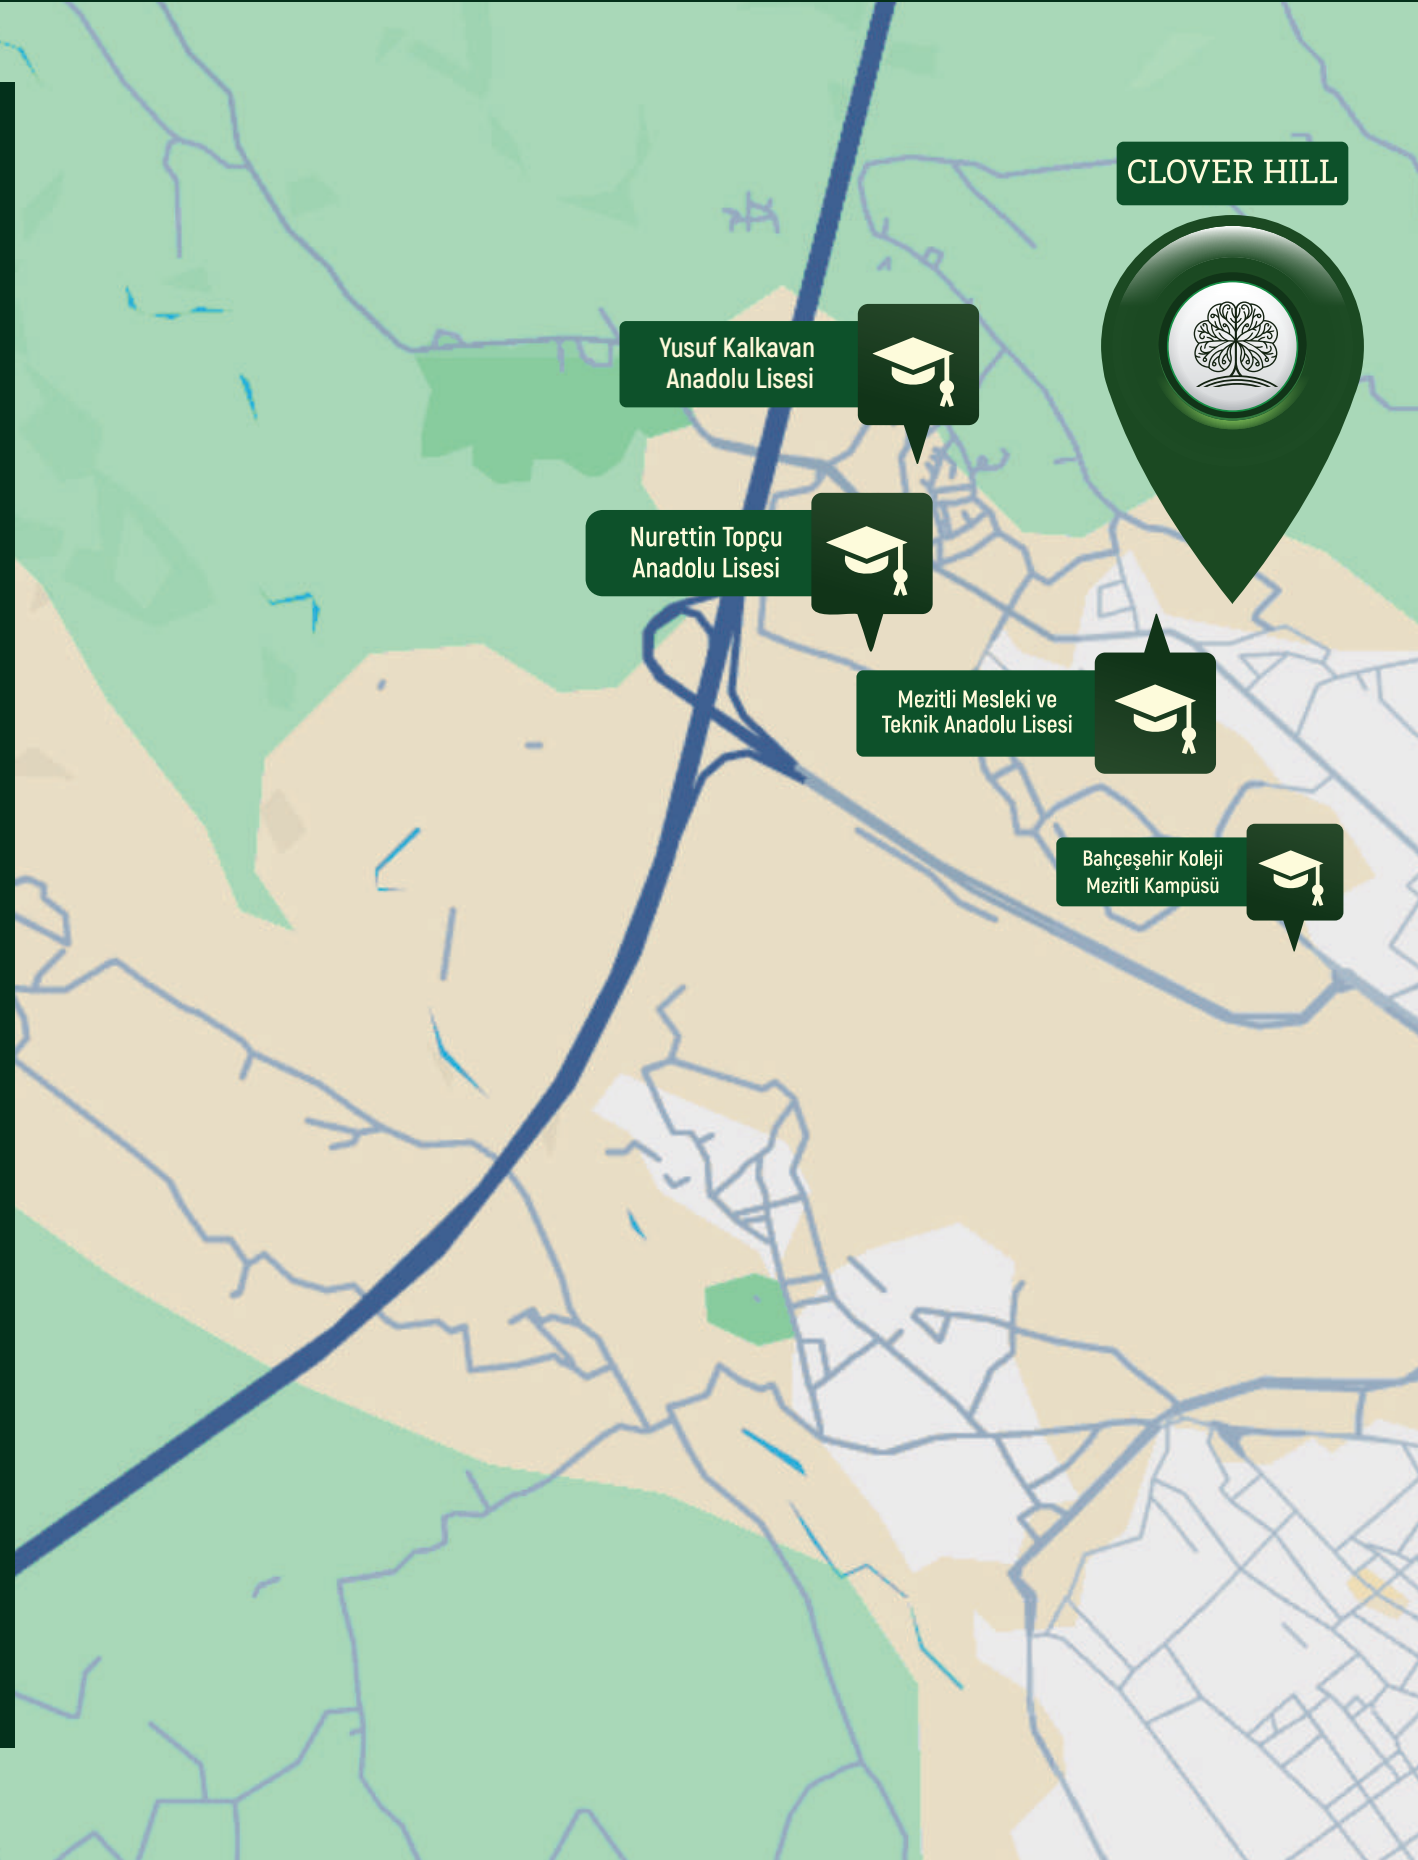 CLOVER HILL
Yusuf Kalkavan
Anadolu Lisesi
Nurettin Topçu
Anadolu Lisesi
Mezitli Mesleki ve
Teknik Anadolu Lisesi
Bahçeşehir Koleji
Mezitli Kampüsü